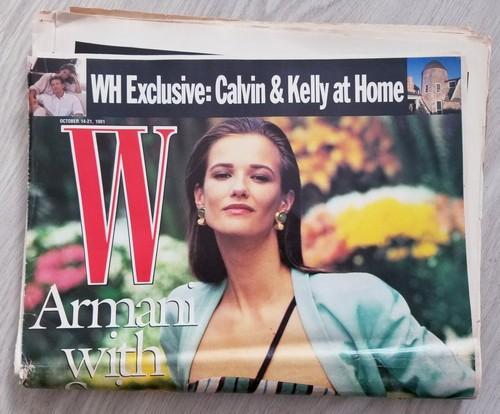 WH Exclusive: Calvin & Kelly at Home
OCTOBER 14-21, 1991
W
Armani
with